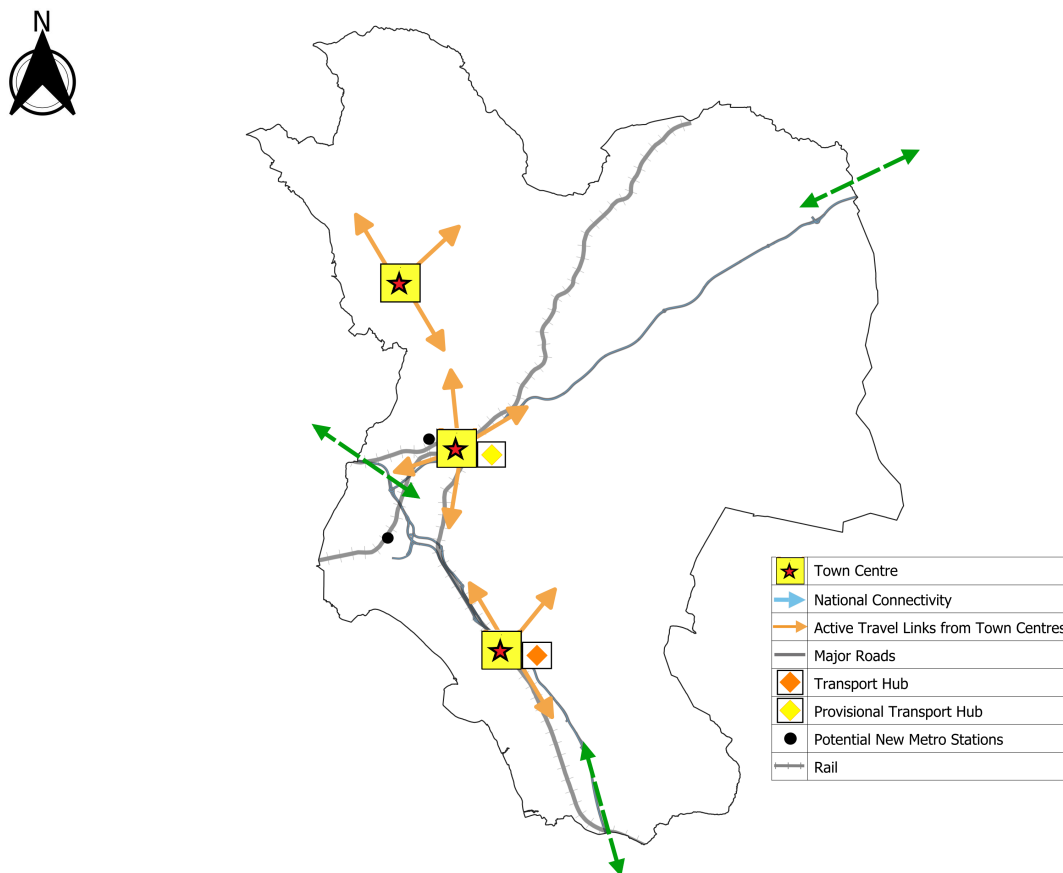 N
Town Centre
National Connectivity
Active Travel Links from Town Centres
Major Roads
Transport Hub
Provisional Transport Hub
Potential New Metro Stations
Rail